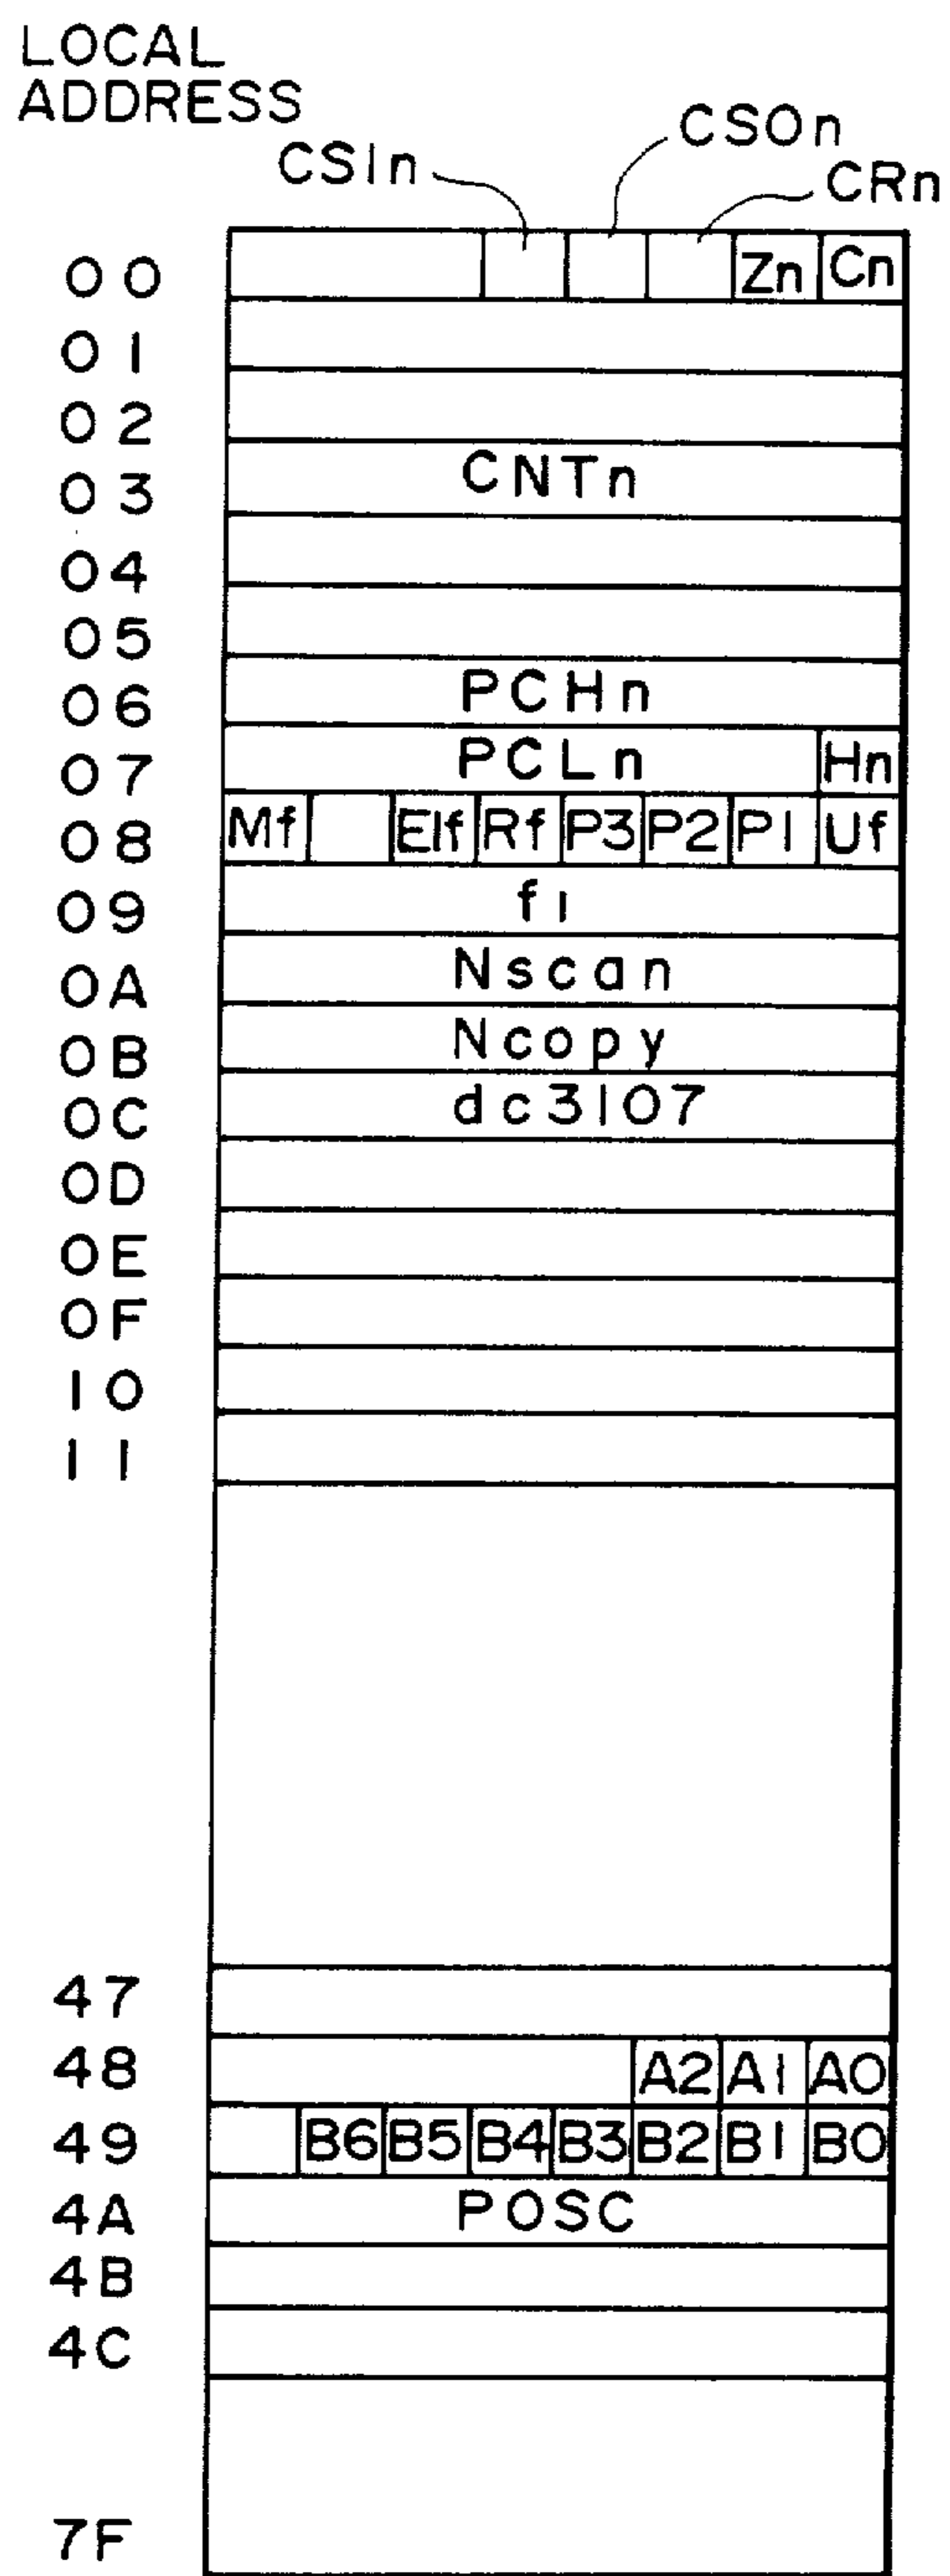 LOCAL
ADDRESS
CSIn CSOn CRn
00 Zn Cn
01
02
03 CNTn
04
05
06 PCHn
07 PCLn Hn
08 Mf EIf Rf P3 P2 P1 Uf
09 fi
0A Nscan
0B Ncopy
0C dc3107
0D
0E
0F
10
11
47
48 A2 A1 A0
49 B6 B5 B4 B3 B2 B1 B0
4A POSC
4B
4C
7F